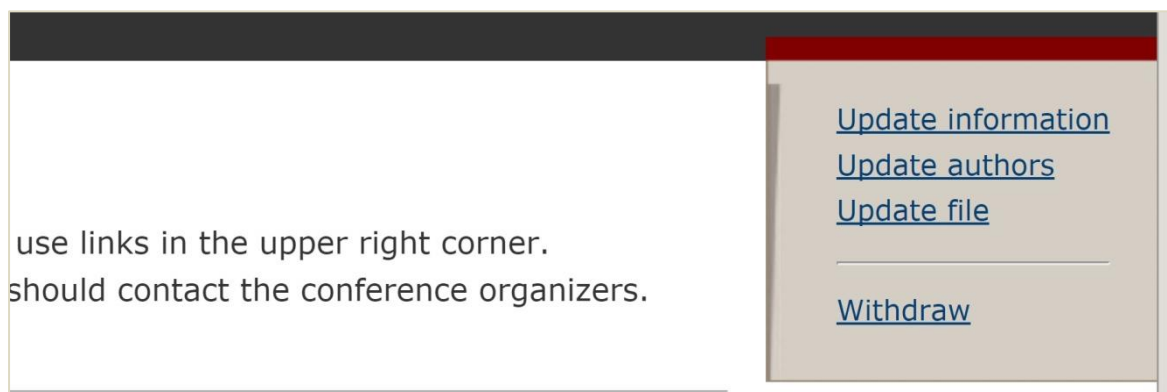 Update information
Update authors
Update file
use links in the upper right corner.
should contact the conference organizers.
Withdraw